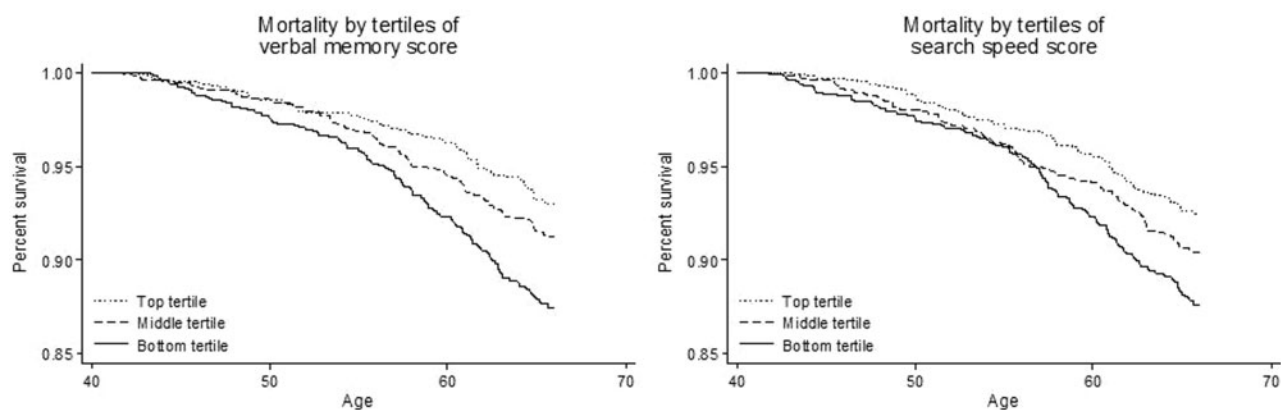 Mortality by tertiles of
verbal memory score
1.00
0.95
0.90
0.85
Percent survival
Top tertile
Middle tertile
Bottom tertile
40
50
60
70
Age
Mortality by tertiles of
search speed score
1.00
0.95
0.90
0.85
Percent survival
Top tertile
Middle tertile
Bottom tertile
40
50
60
70
Age